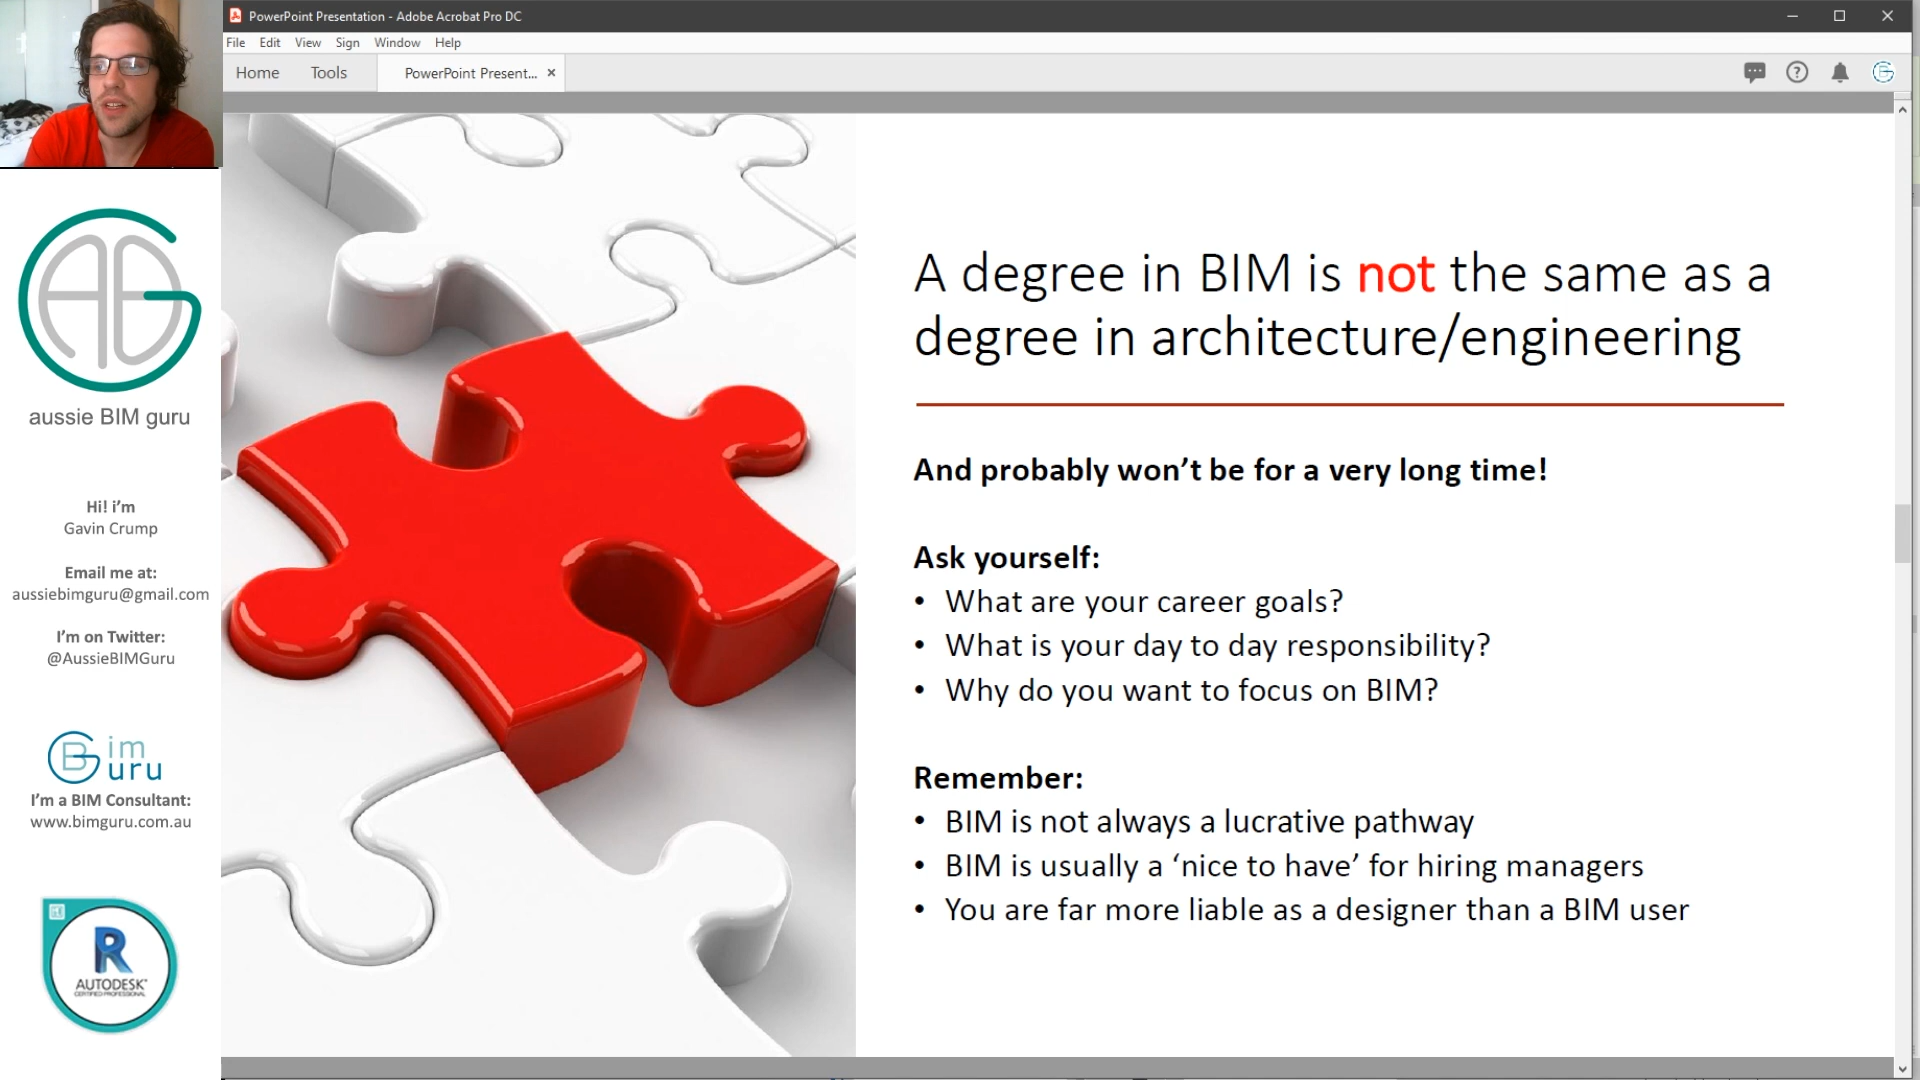 PowerPoint Presentation - Adobe Acrobat Pro DC
File Edit View Sign Window Help
Home Tools PowerPoint Present...
aussie BIM guru
Hi! i'm
Gavin Crump
Email me at:
aussiebimguru@gmail.com
I'm on Twitter:
@AussieBIMGuru
BG im
uru
I'm a BIM Consultant:
www.bimguru.com.au
R
AUTODESK
CERTIFIED PROFESSIONAL
A degree in BIM is not the same as a
degree in architecture/engineering
And probably won't be for a very long time!
Ask yourself:
• What are your career goals?
• What is your day to day responsibility?
• Why do you want to focus on BIM?
Remember:
• BIM is not always a lucrative pathway
• BIM is usually a ‘nice to have’ for hiring managers
• You are far more liable as a designer than a BIM user